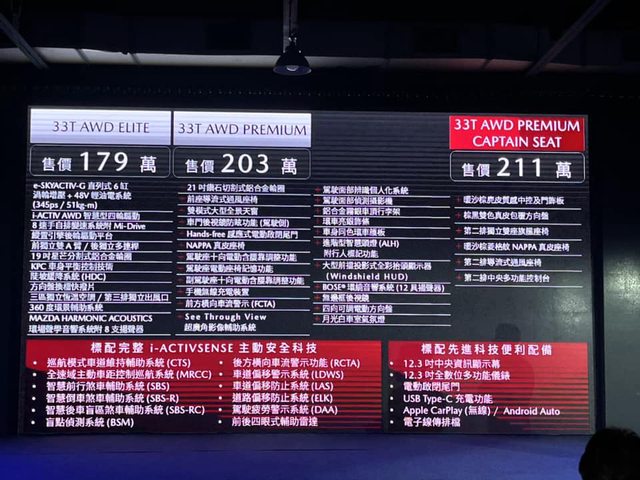 33T AWD ELITE
售價 179 萬
e-SKYACTIV-G 直列式 6 缸
渦輪增壓 + 48V 輕油電系統
(345ps / 51kg-m)
i-ACTIV AWD 智慧型四輪驅動
8 速手自排變速系統附 Mi-Drive
縱置引擎後輪驅動平台
前獨立雙 A 臂 / 後獨立多連桿
19 吋星芒分割式鋁合金輪圈
KPC 車身平衡控制技術
陡坡緩降 (HDC)
方向盤換檔快撥片
三區獨立恆溫空調 / 第三排獨立出風口
360 度環景輔助系統
MAZDA HARMONIC ACOUSTICS
環場聲學音響系統附 8 支揚聲器
33T AWD PREMIUM
售價 203 萬
21 吋鑽石切割式鋁合金輪圈
前座導流式通風座椅
雙模式大型全景天窗
車門後視鏡防眩功能 (駕駛側)
Hands-free 感應式電動啟閉尾門
NAPPA 真皮座椅
駕駛座十向電動含腰靠調整功能
駕駛座電動座椅記憶功能
副駕駛座十向電動含腰靠調整功能
手機無線充電裝置
前方橫向車流警示 (FCTA)
See Through View
超廣角影像輔助系統
駕駛面部辨識個人化系統
駕駛面部偵測攝影機
鋁合金鑄銀車頂行李架
環車亮銀飾條
車身同色環車護板
進階型智慧頭燈 (ALH)
附行人標記功能
大型前擋投影式全彩抬頭顯示器
(Windshield HUD)
BOSE® 環繞音響系統 (12 具揚聲器)
無邊框後視鏡
四向可調電動方向盤
月光白車室氣氛燈
33T AWD PREMIUM
CAPTAIN SEAT
售價 211 萬
暖沙棕真皮質感中控及門飾板
棕黑雙色真皮包覆方向盤
第二排獨立雙座旗艦座椅
暖沙棕菱格紋 NAPPA 真皮座椅
第二排導流式通風座椅
第二排中央多功能控制台
標配完整 i-ACTIVSENSE 主動安全科技
• 巡航模式車道維持輔助系統 (CTS)
• 全速域主動車距控制巡航系統 (MRCC)
• 智慧前行煞車輔助系統 (SBS)
• 智慧倒車煞車輔助系統 (SBS-R)
• 智慧後車盲區煞車輔助系統 (SBS-RC)
• 盲點偵測系統 (BSM)
• 後方橫向車流警示功能 (RCTA)
• 車道偏移警示系統 (LDWS)
• 車道偏移防止系統 (LAS)
• 道路偏移防止系統 (ELK)
• 駕駛疲勞警示系統 (DAA)
• 前後四眼式輔助雷達
標配先進科技便利配備
• 12.3 吋中央資訊顯示幕
• 12.3 吋全數位多功能儀錶
• 電動啟閉尾門
• USB Type-C 充電功能
• Apple CarPlay (無線) / Android Auto
• 電子線傳排檔